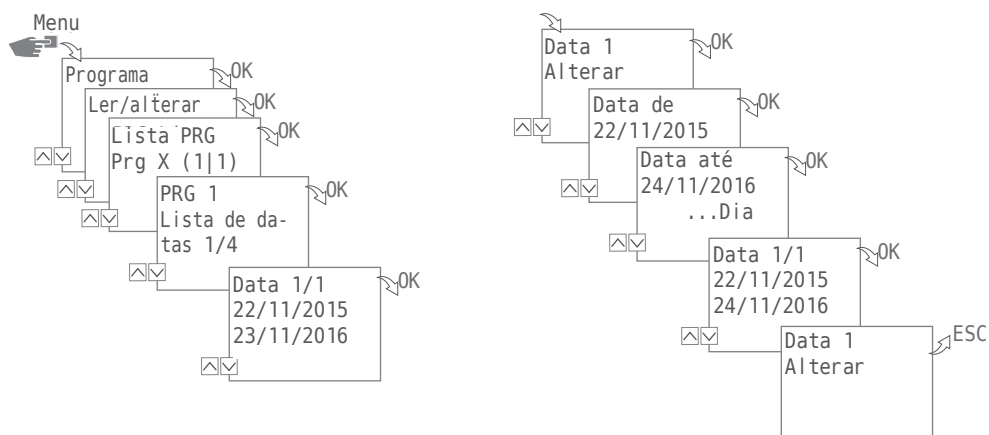 Menu
Programa
OK
Ler/alterar
OK
Lista PRG
Prg X (1|1)
OK
PRG 1
Lista de da-
tas 1/4
OK
Data 1/1
22/11/2015
23/11/2016
OK
Data 1
Alterar
OK
Data de
22/11/2015
OK
Data até
24/11/2016
...Dia
OK
Data 1/1
22/11/2015
24/11/2016
OK
Data 1
Alterar
ESC